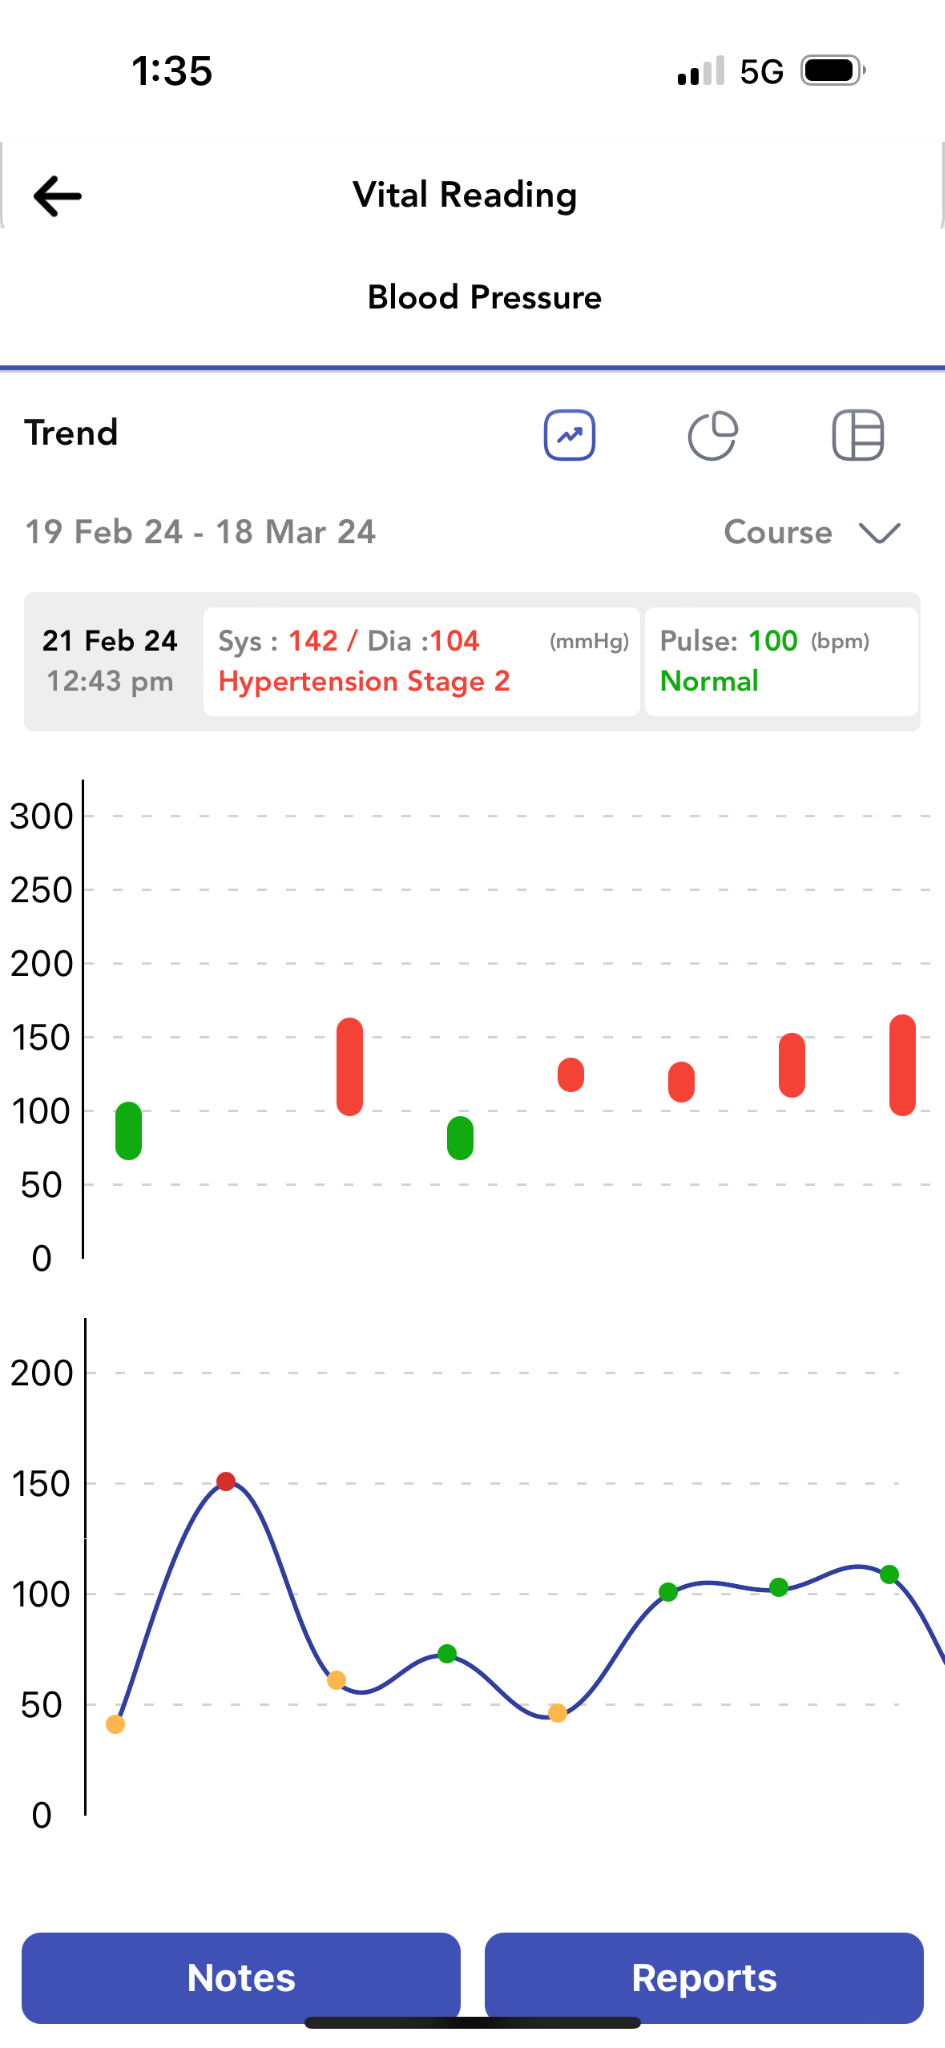 1:35 5G
Vital Reading
Blood Pressure
Trend
19 Feb 24 - 18 Mar 24 Course
21 Feb 24 Sys : 142 / Dia :104 (mmHg) Pulse: 100 (bpm)
12:43 pm Hypertension Stage 2 Normal
300
250
200
150
100
50
0
200
150
100
50
0
Notes Reports